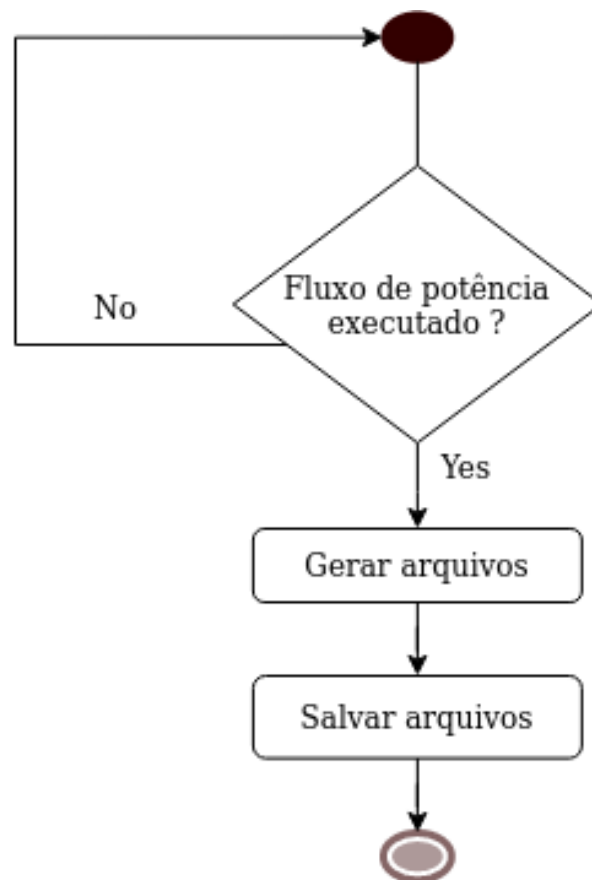 Fluxo de potência
executado ?
No
Yes
Gerar arquivos
Salvar arquivos